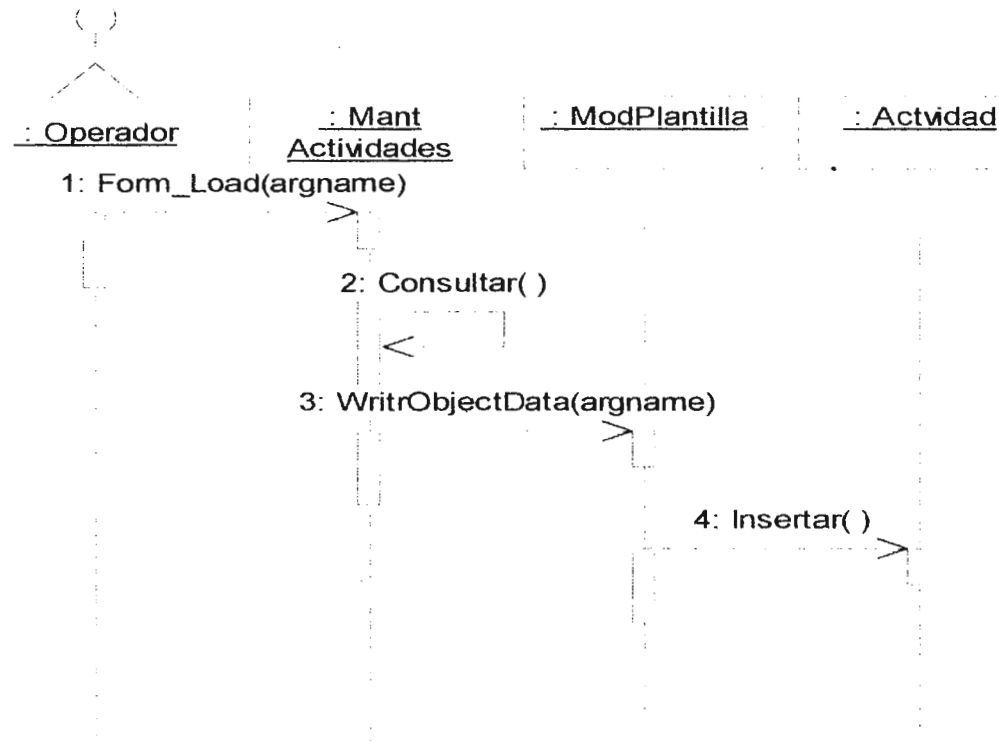 : Operador
: Mant
Actividades
: ModPlantilla
: Actvidad
1: Form_Load(argname)
2: Consultar( )
3: WritrObjectData(argname)
4: Insertar( )